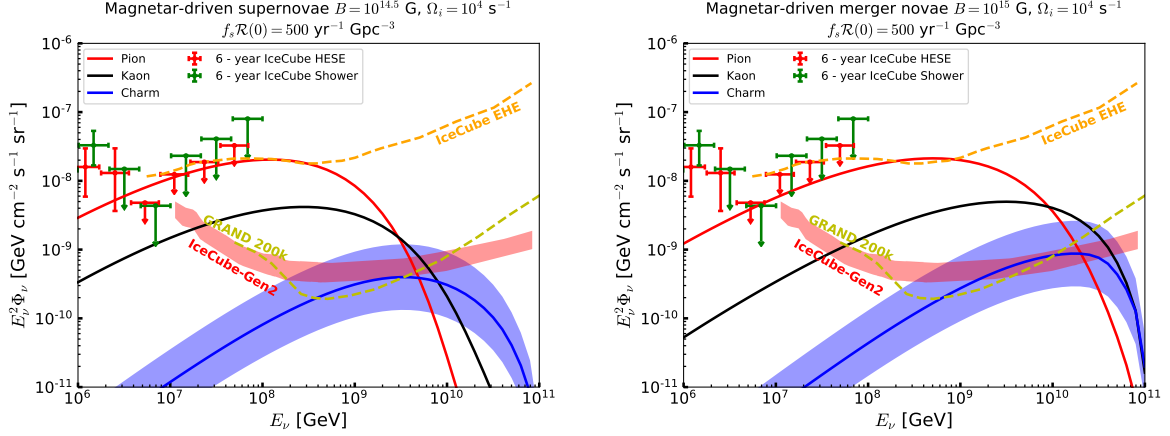 Magnetar-driven supernovae B = 10^14.5 G, Ω_i = 10^4 s^−1
f_s R(0) = 500 yr^−1 Gpc^−3
10^−6
10^−7
10^−8
10^−9
10^−10
10^−11
E_ν^2 Φ_ν [GeV cm^−2 s^−1 sr^−1]
Pion
Kaon
Charm
6 - year IceCube HESE
6 - year IceCube Shower
IceCube EHE
GRAND 200k
IceCube-Gen2
10^6
10^7
10^8
10^9
10^10
10^11
E_ν [GeV]
Magnetar-driven merger novae B = 10^15 G, Ω_i = 10^4 s^−1
f_s R(0) = 500 yr^−1 Gpc^−3
10^−6
10^−7
10^−8
10^−9
10^−10
10^−11
E_ν^2 Φ_ν [GeV cm^−2 s^−1 sr^−1]
Pion
Kaon
Charm
6 - year IceCube HESE
6 - year IceCube Shower
IceCube EHE
GRAND 200k
IceCube-Gen2
10^6
10^7
10^8
10^9
10^10
10^11
E_ν [GeV]